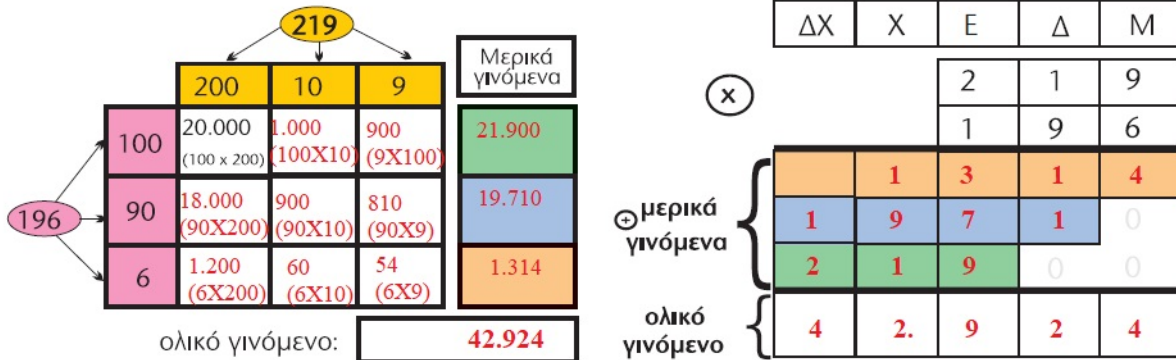 219
Μερικά
γινόμενα
200 10 9
100 20.000 1.000 900 21.900
(100 x 200) (100X10) (9X100)
196 90 18.000 900 810 19.710
(90X200) (90X10) (90X9)
6 1.200 60 54 1.314
(6X200) (6X10) (6X9)
ολικό γινόμενο: 42.924
ΔΧ Χ Ε Δ Μ
x 2 1 9
1 9 6
1 3 1 4
+ μερικά γινόμενα 1 9 7 1 0
2 1 9 0 0
ολικό γινόμενο 4 2. 9 2 4